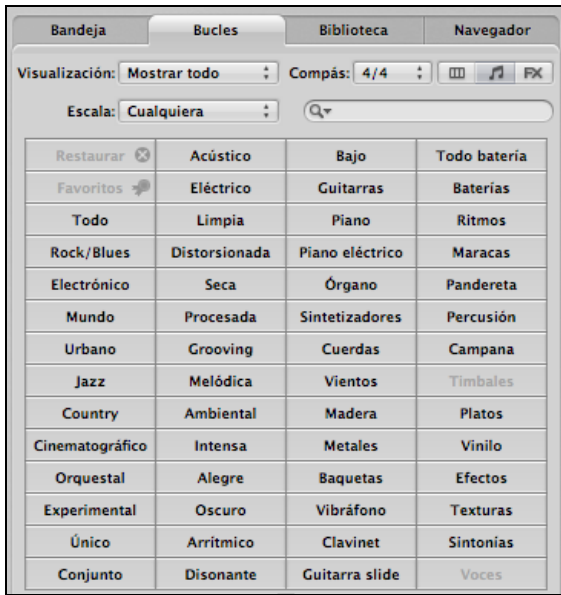 Bandeja Bucles Biblioteca Navegador
Visualización: Mostrar todo Compás: 4/4 FX
Escala: Cualquiera
Restaurar Acústico Bajo Todo batería
Favoritos Eléctrico Guitarras Baterías
Todo Limpia Piano Ritmos
Rock/Blues Distorsionada Piano eléctrico Maracas
Electrónico Seca Órgano Pandereta
Mundo Procesada Sintetizadores Percusión
Urbano Grooving Cuerdas Campana
Jazz Melódica Vientos Timbales
Country Ambiental Madera Platos
Cinematográfico Intensa Metales Vinilo
Orquestal Alegre Baquetas Efectos
Experimental Oscuro Vibráfono Texturas
Único Arrítmico Clavinet Sintonías
Conjunto Disonante Guitarra slide Voces